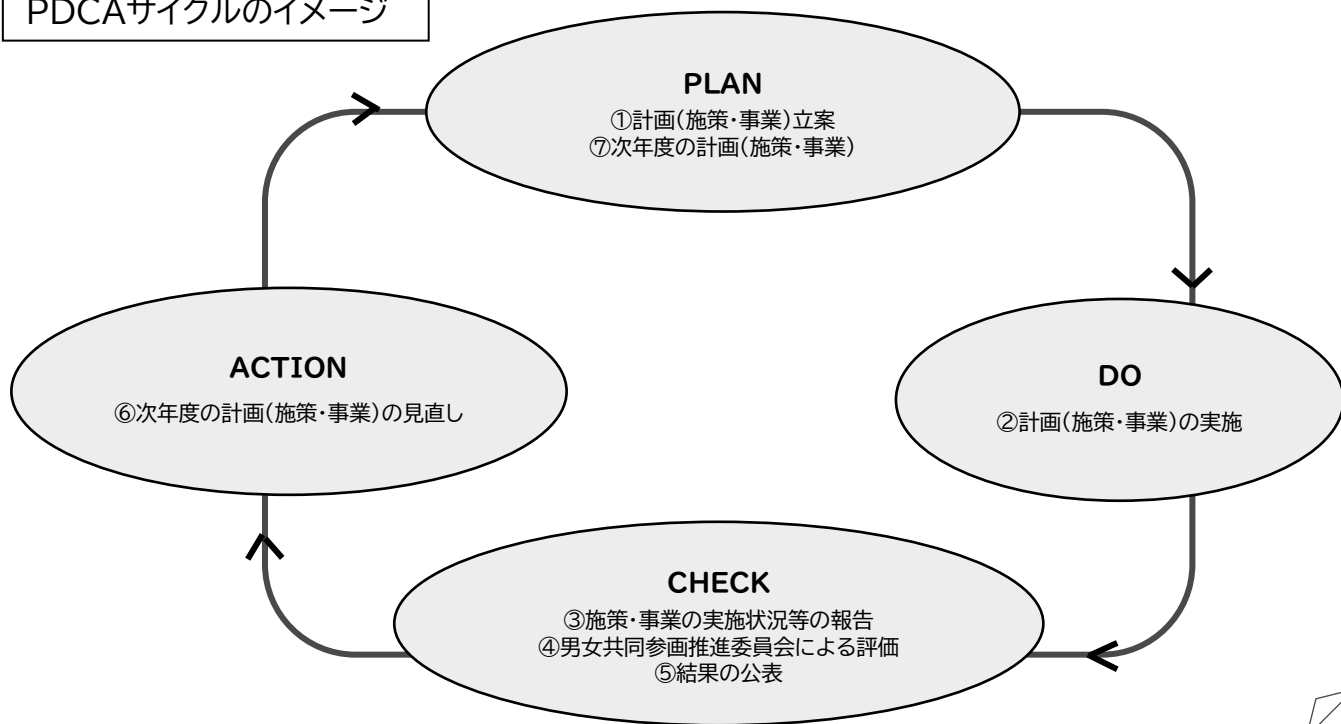 PDCAサイクルのイメージ
PLAN
①計画(施策・事業)立案
⑦次年度の計画(施策・事業)
ACTION
⑥次年度の計画(施策・事業)の見直し
DO
②計画(施策・事業)の実施
CHECK
③施策・事業の実施状況等の報告
④男女共同参画推進委員会による評価
⑤結果の公表